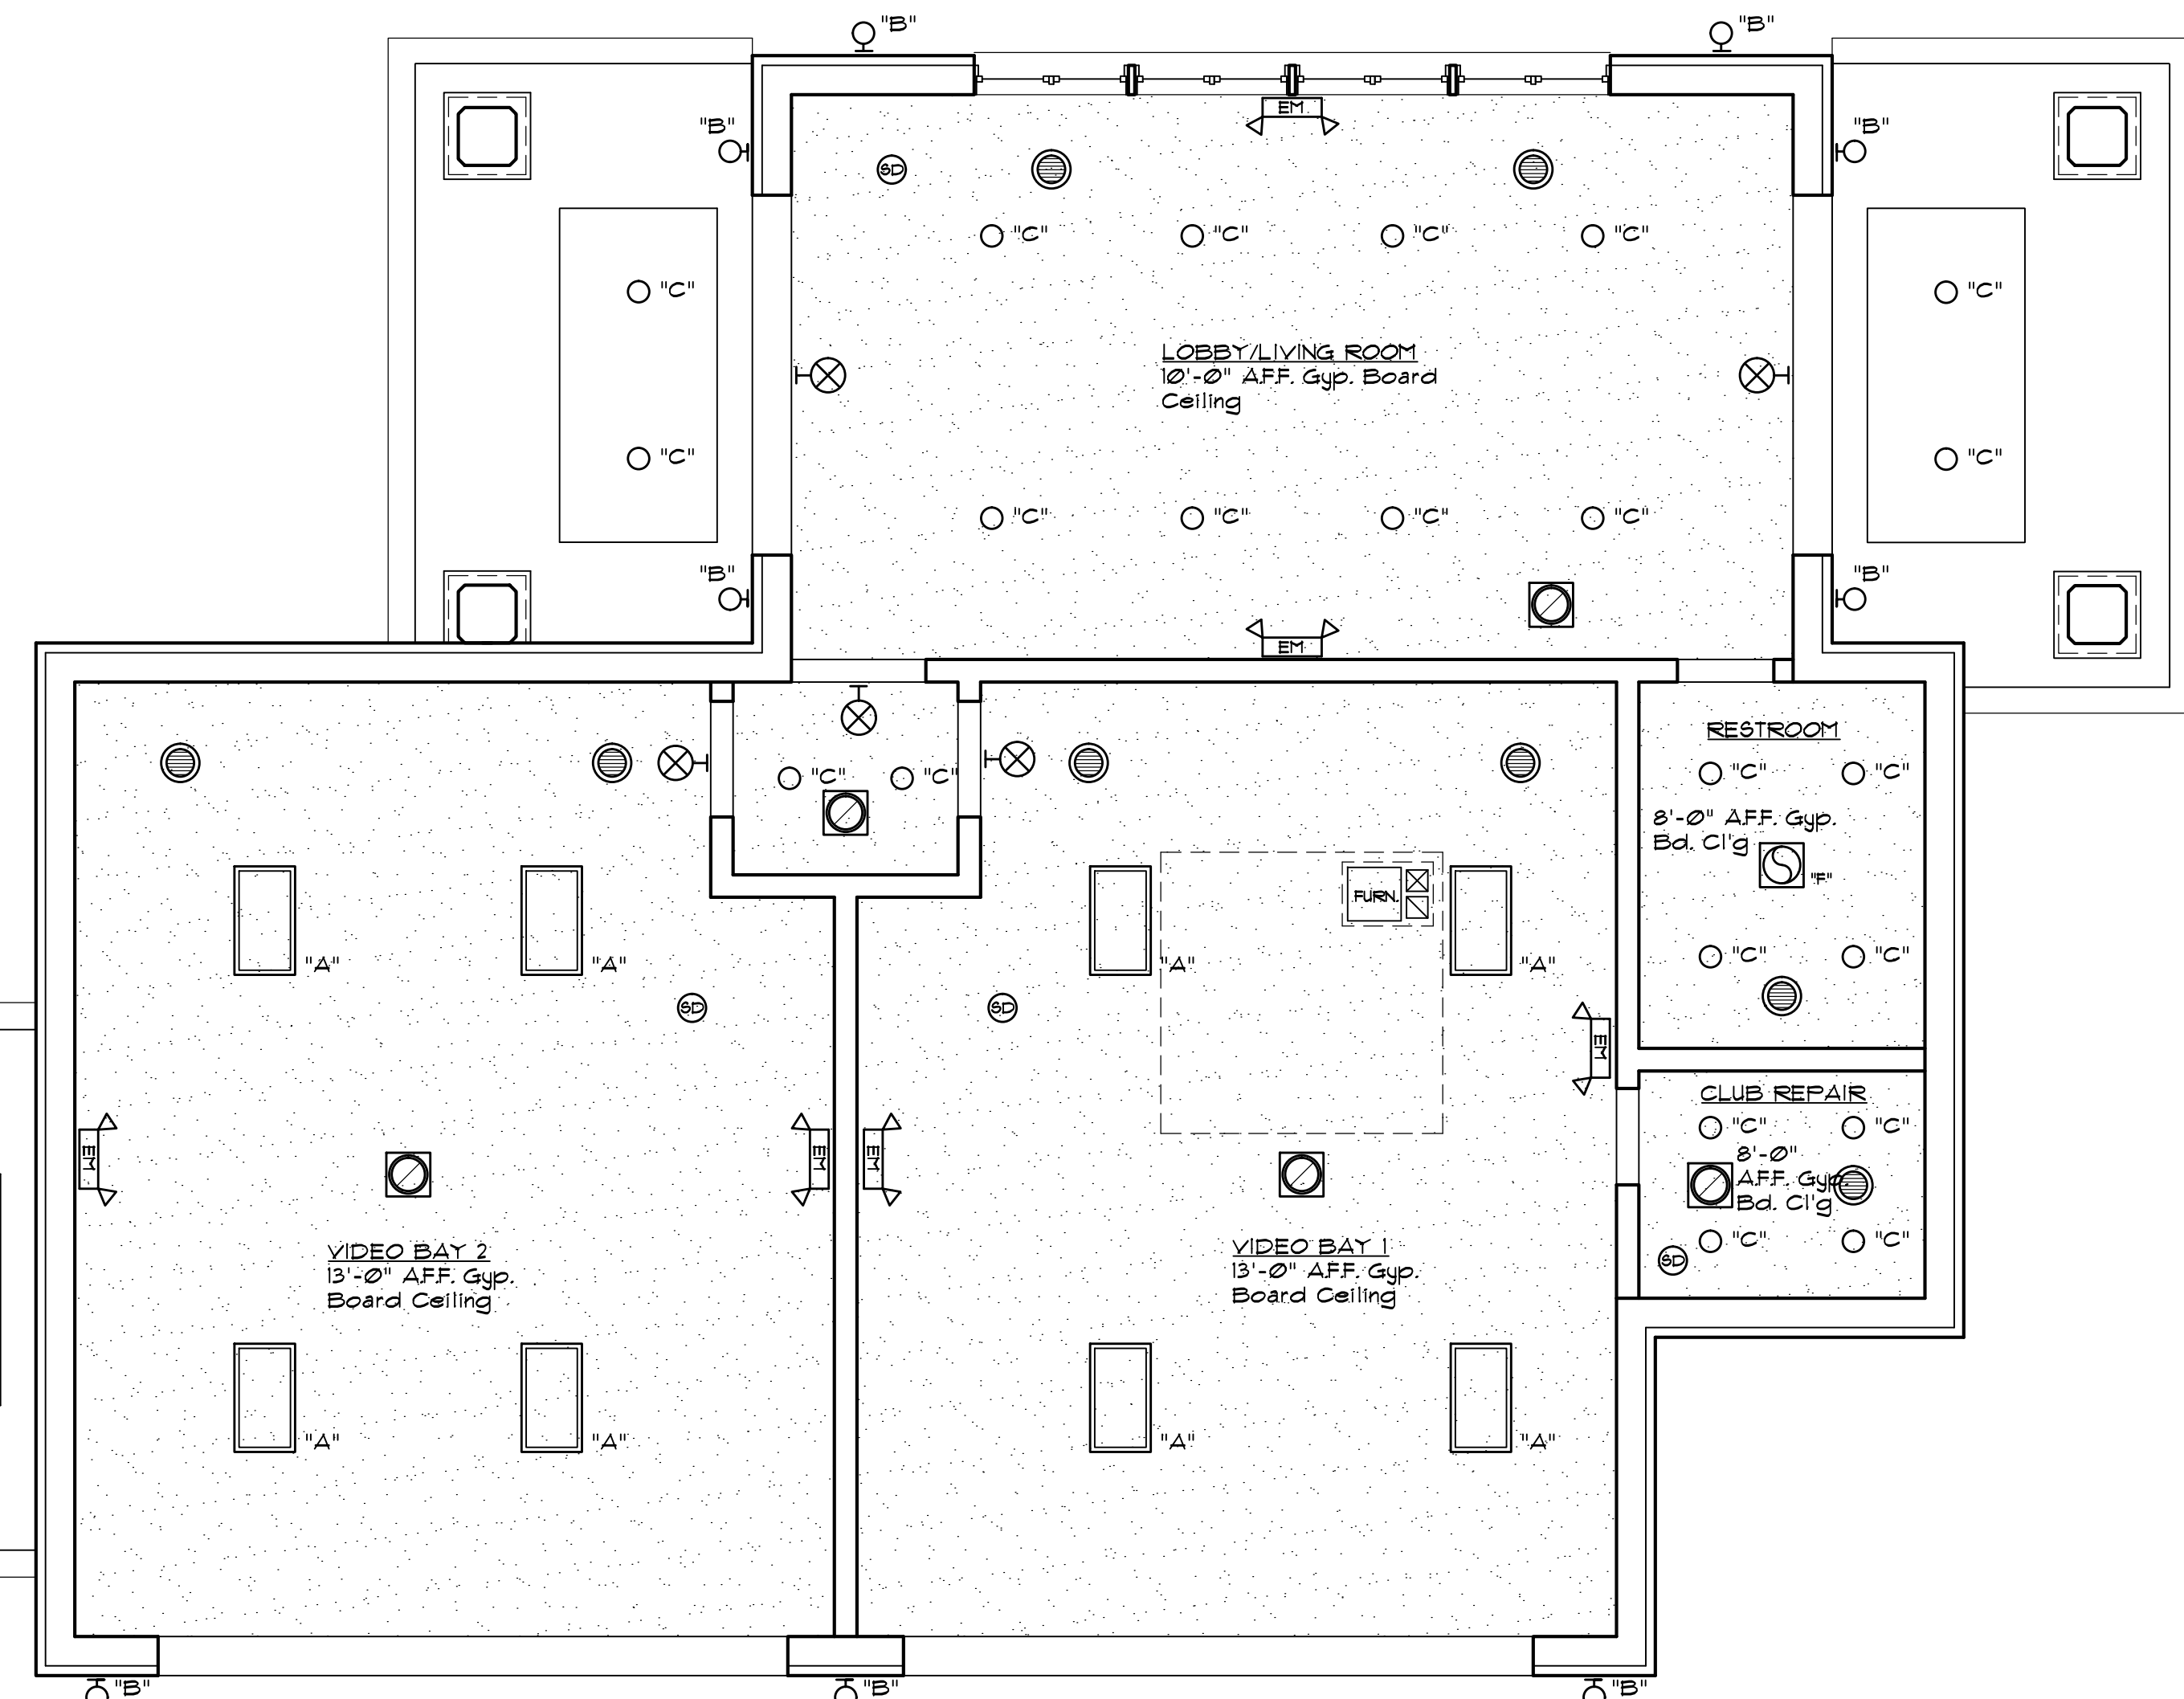 "B"
"B"
"B"
"B"
EM
SD
"C"
"C"
"C"
"C"
"C"
"C"
LOBBY/LIVING ROOM
10'-0" A.F.F. Gyp. Board
Ceiling
"C"
"C"
"C"
"C"
"C"
"C"
"B"
"B"
EM
RESTROOM
"C"
"C"
"C"
"C"
8'-0" A.F.F. Gyp.
Bd. Cl'g
"F"
FURN.
"A"
"A"
"A"
"A"
"C"
"C"
SD
SD
EM
CLUB REPAIR
"C"
"C"
EM
EM
EM
8'-0"
A.F.F. Gyp.
Bd. Cl'g
"C"
"C"
SD
VIDEO BAY 2
13'-0" A.F.F. Gyp.
Board Ceiling
VIDEO BAY 1
13'-0" A.F.F. Gyp.
Board Ceiling
"A"
"A"
"A"
"A"
"B"
"B"
"B"